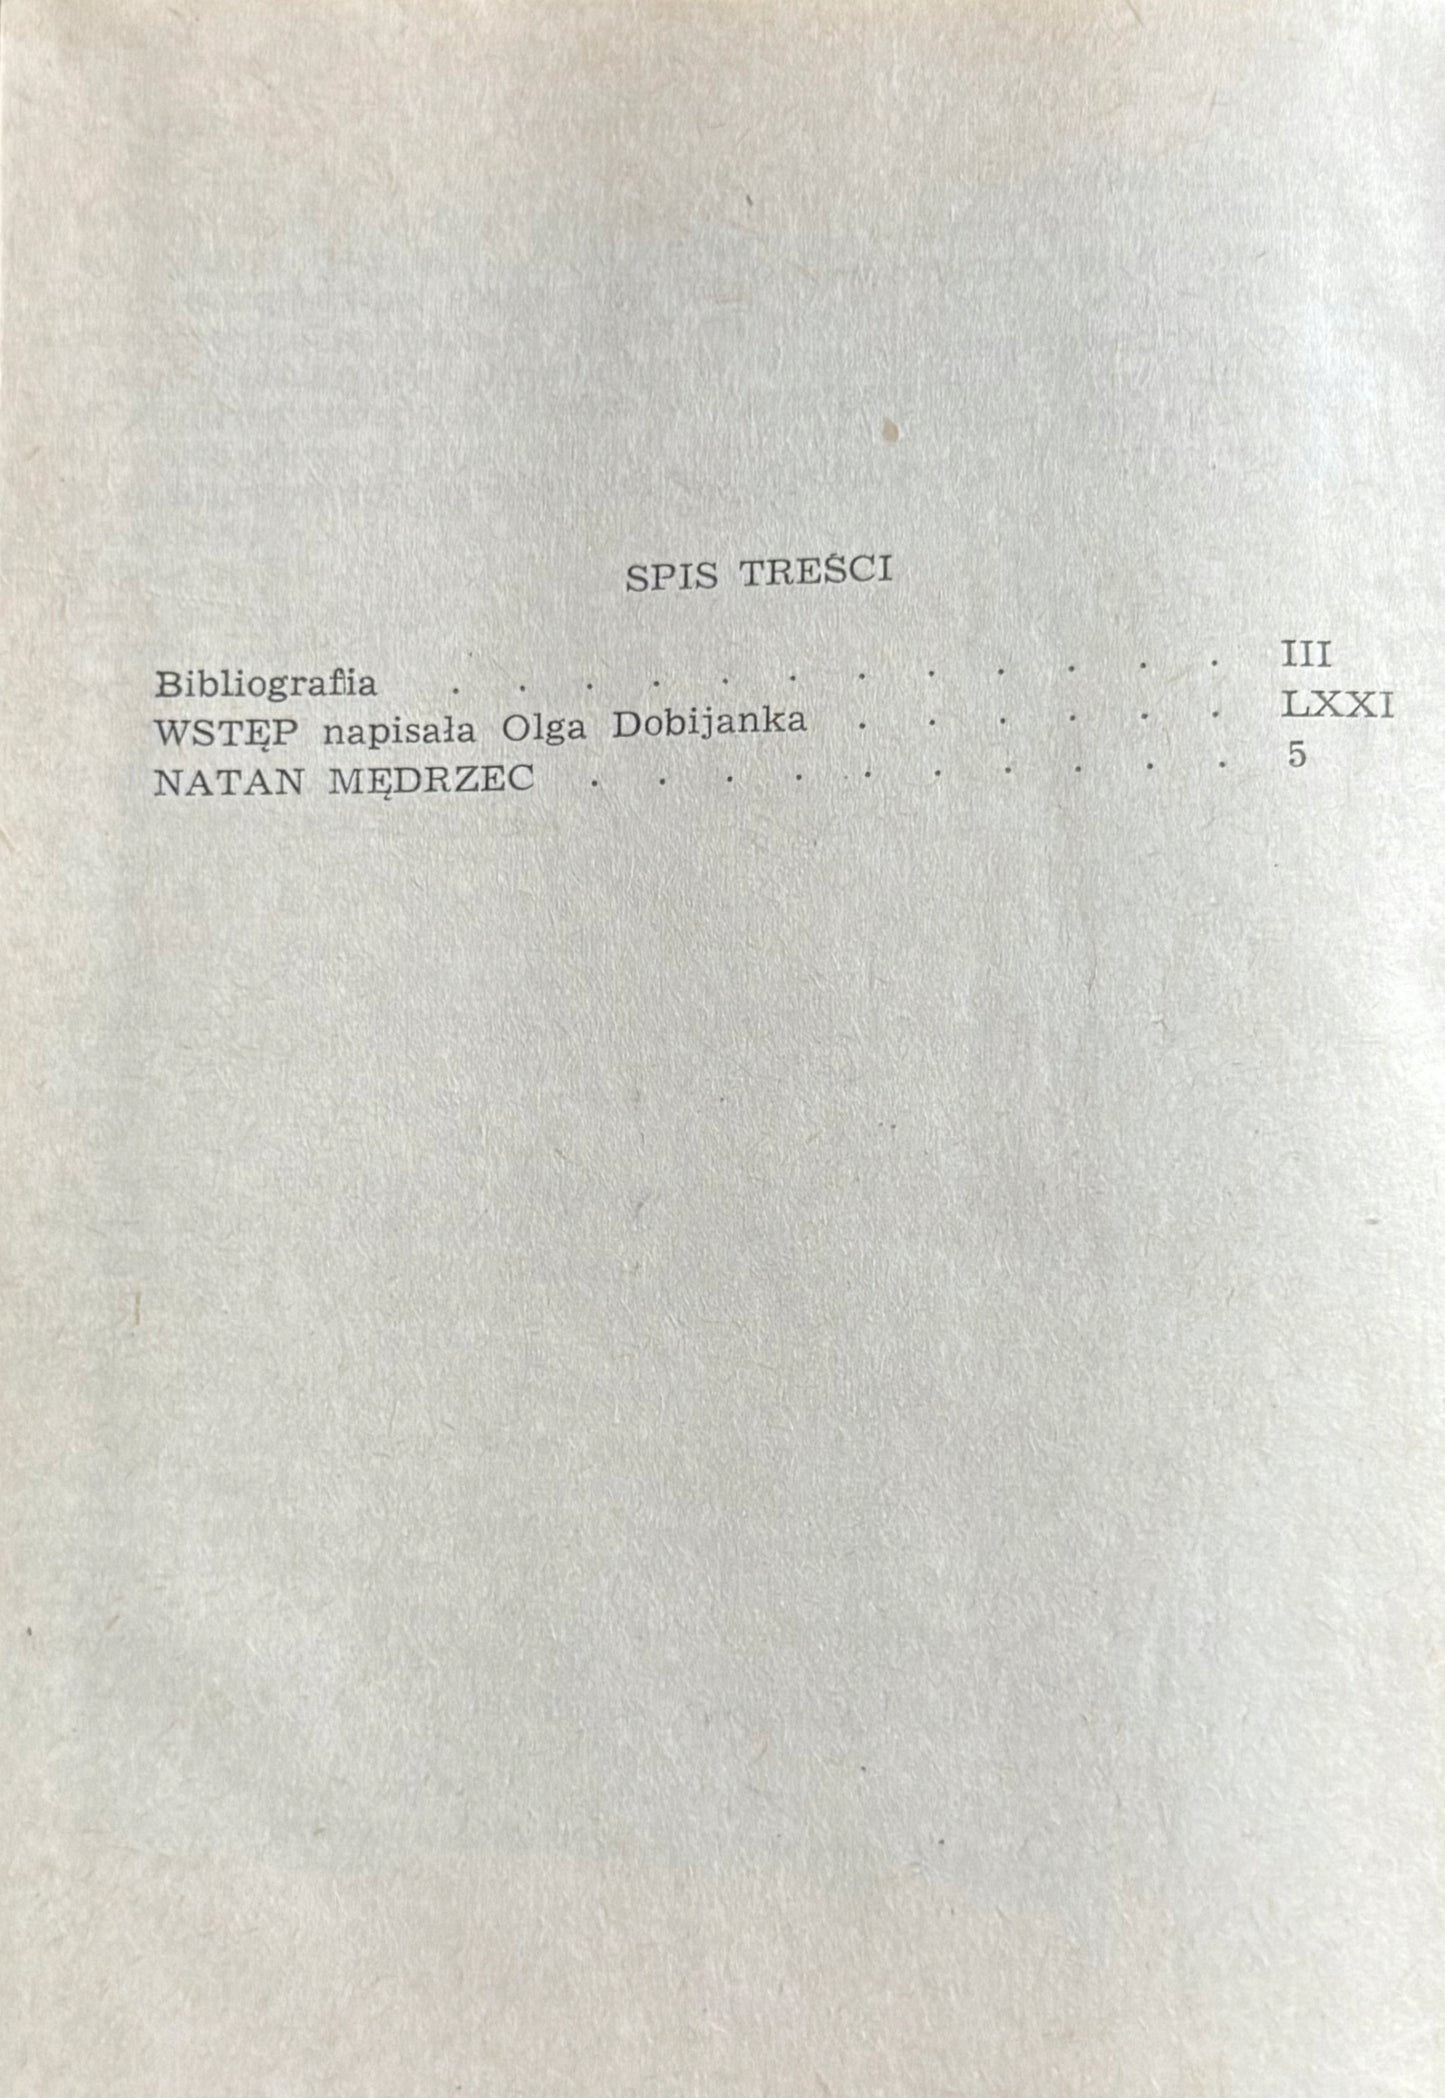 SPIS TREŚCI
Bibliografia . . . . . . . . . . . . III
WSTĘP napisała Olga Dobijanka . . . . . . LXXI
NATAN MĘDRZEC . . . . . . . . . . 5